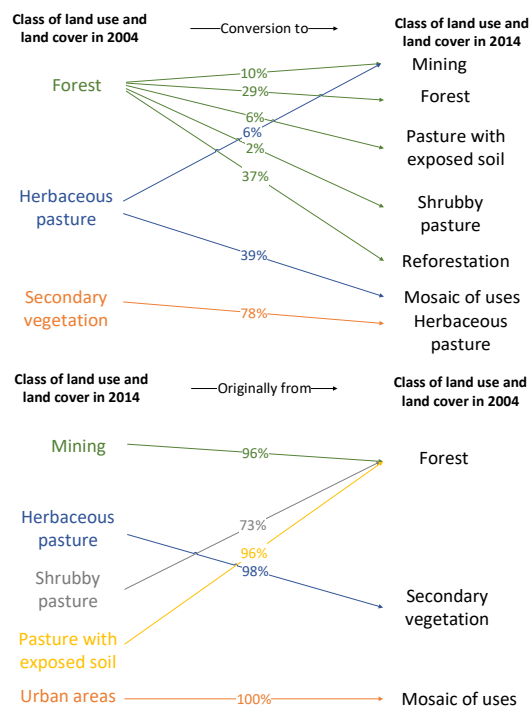 Class of land use and
land cover in 2004
Conversion to
Class of land use and
land cover in 2014
Forest
10%
Mining
29%
Forest
6%
Pasture with
exposed soil
6%
2%
Shrubby
pasture
37%
Reforestation
Herbaceous
pasture
39%
Mosaic of uses
Secondary
vegetation
78%
Herbaceous
pasture
Class of land use and
land cover in 2014
Originally from
Class of land use and
land cover in 2004
Mining
96%
Forest
Herbaceous
pasture
73%
96%
98%
Shrubby
pasture
Secondary
vegetation
Pasture with
exposed soil
Urban areas
100%
Mosaic of uses